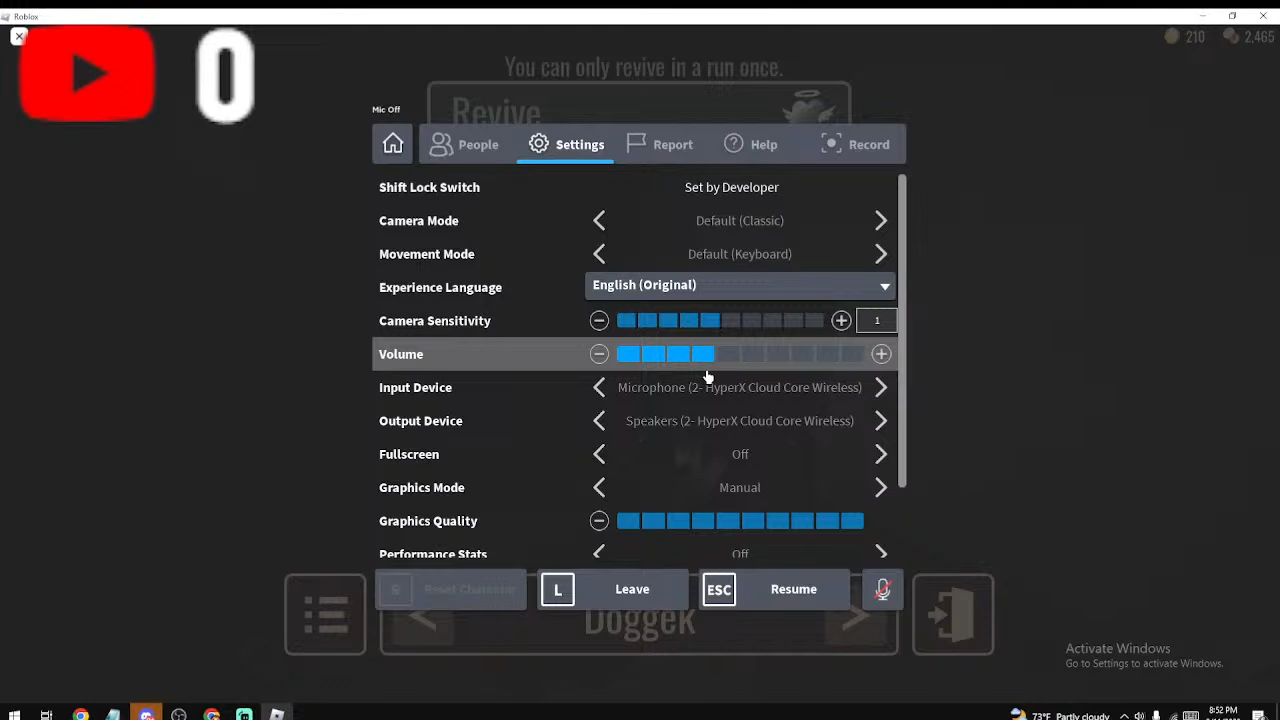 Roblox
0
210
2,465
You can only revive in a run once.
Revive
Mic Off
People
Settings
Report
Help
Record
Shift Lock Switch
Set by Developer
Camera Mode
Default (Classic)
Movement Mode
Default (Keyboard)
Experience Language
English (Original)
Camera Sensitivity
1
Volume
Input Device
Microphone (2- HyperX Cloud Core Wireless)
Output Device
Speakers (2- HyperX Cloud Core Wireless)
Fullscreen
Off
Graphics Mode
Manual
Graphics Quality
Performance Stats
Off
Reset Character
L
Leave
ESC
Resume
Doggek
Activate Windows
Go to Settings to activate Windows.
73°F Partly cloudy
8:52 PM